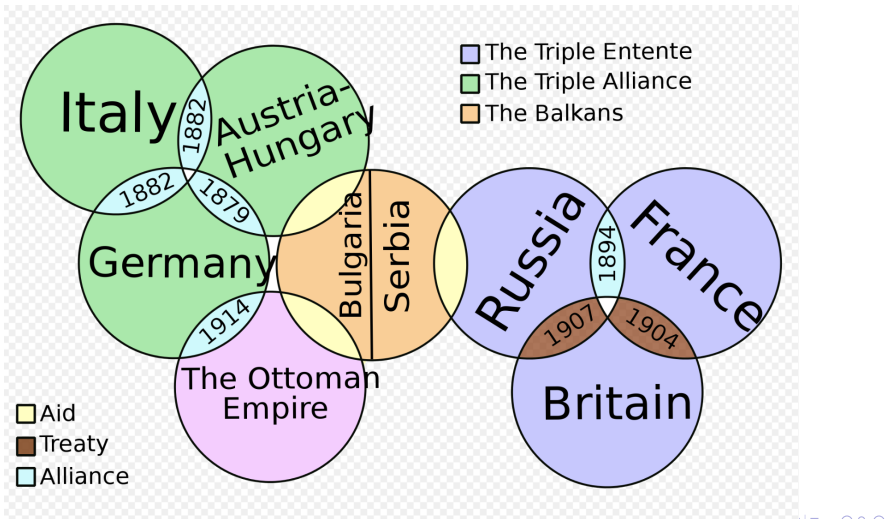 Italy
1882
Austria-
Hungary
The Triple Entente
The Triple Alliance
The Balkans
1882
1879
Germany
Bulgaria
Serbia
Russia
1894
France
1914
1907
1904
The Ottoman
Empire
Britain
Aid
Treaty
Alliance